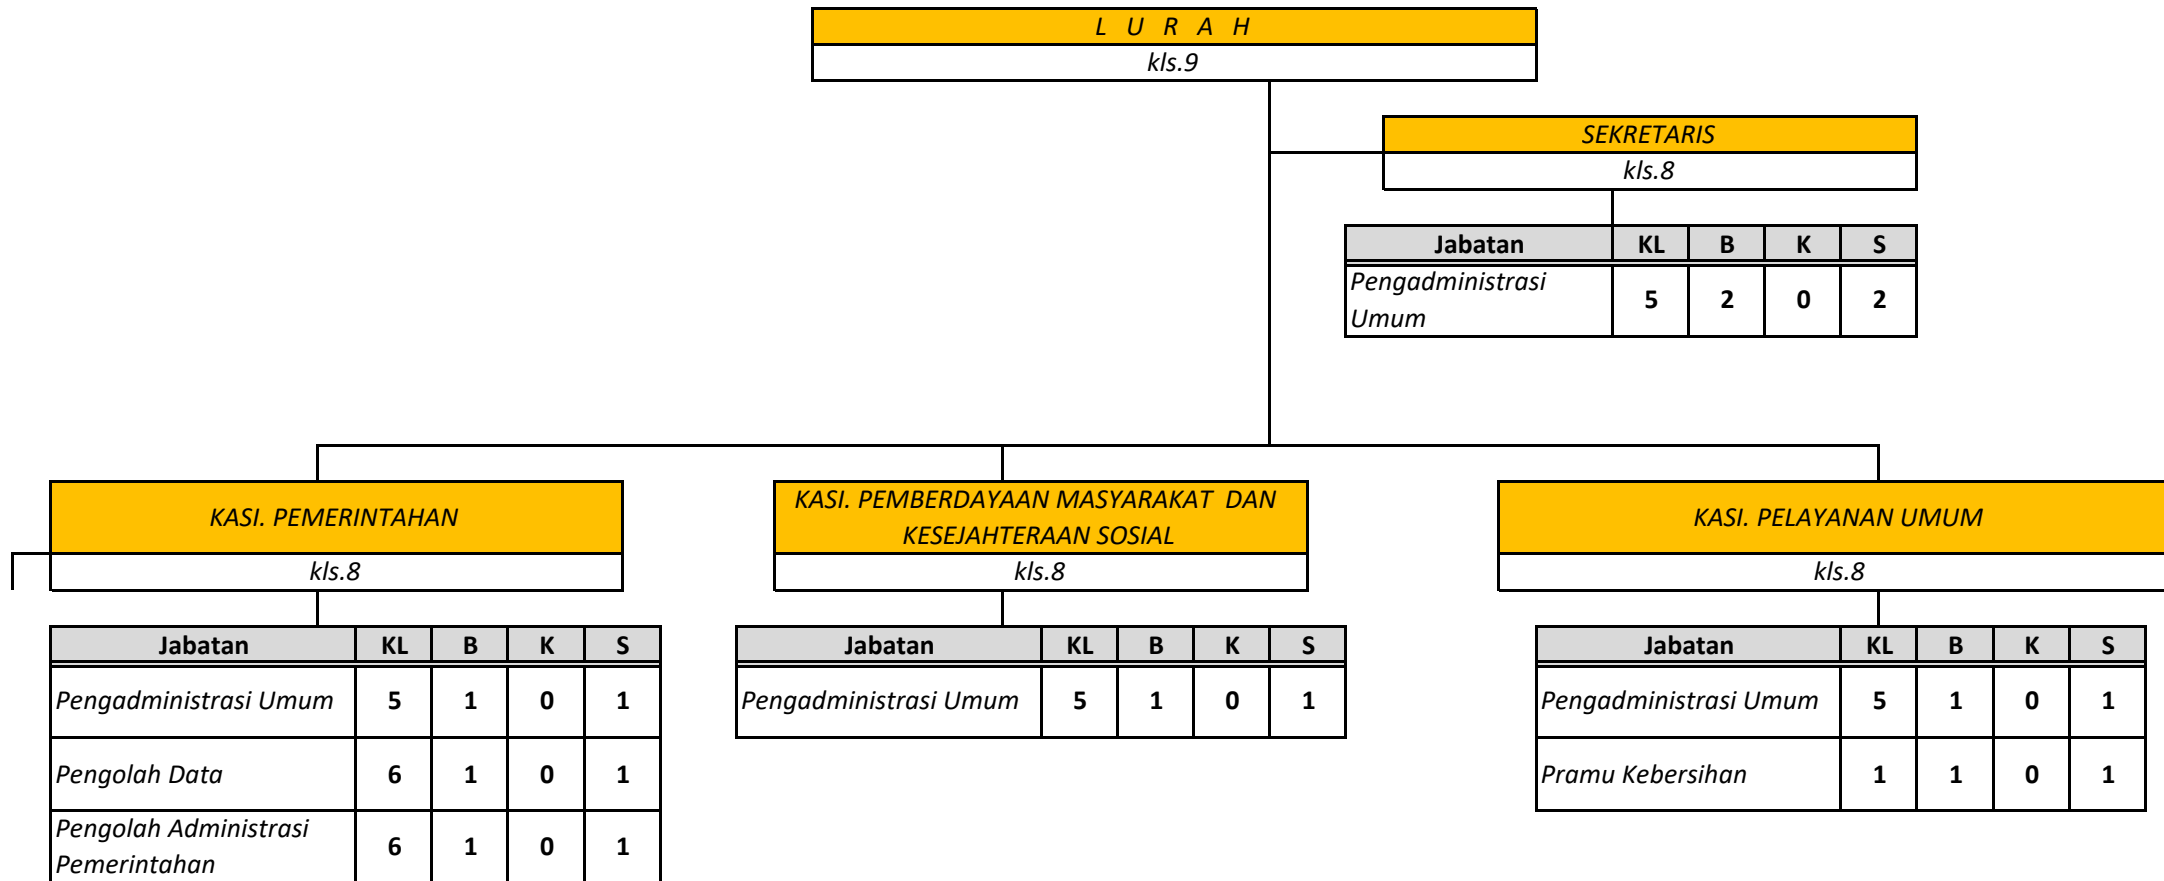 L U R A H
kls.9
SEKRETARIS
kls.8
Jabatan KL B K S
Pengadministrasi
Umum 5 2 0 2
KASI. PEMERINTAHAN
kls.8
Jabatan KL B K S
Pengadministrasi Umum 5 1 0 1
Pengolah Data 6 1 0 1
Pengolah Administrasi
Pemerintahan 6 1 0 1
KASI. PEMBERDAYAAN MASYARAKAT DAN
KESEJAHTERAAN SOSIAL
kls.8
Jabatan KL B K S
Pengadministrasi Umum 5 1 0 1
KASI. PELAYANAN UMUM
kls.8
Jabatan KL B K S
Pengadministrasi Umum 5 1 0 1
Pramu Kebersihan 1 1 0 1